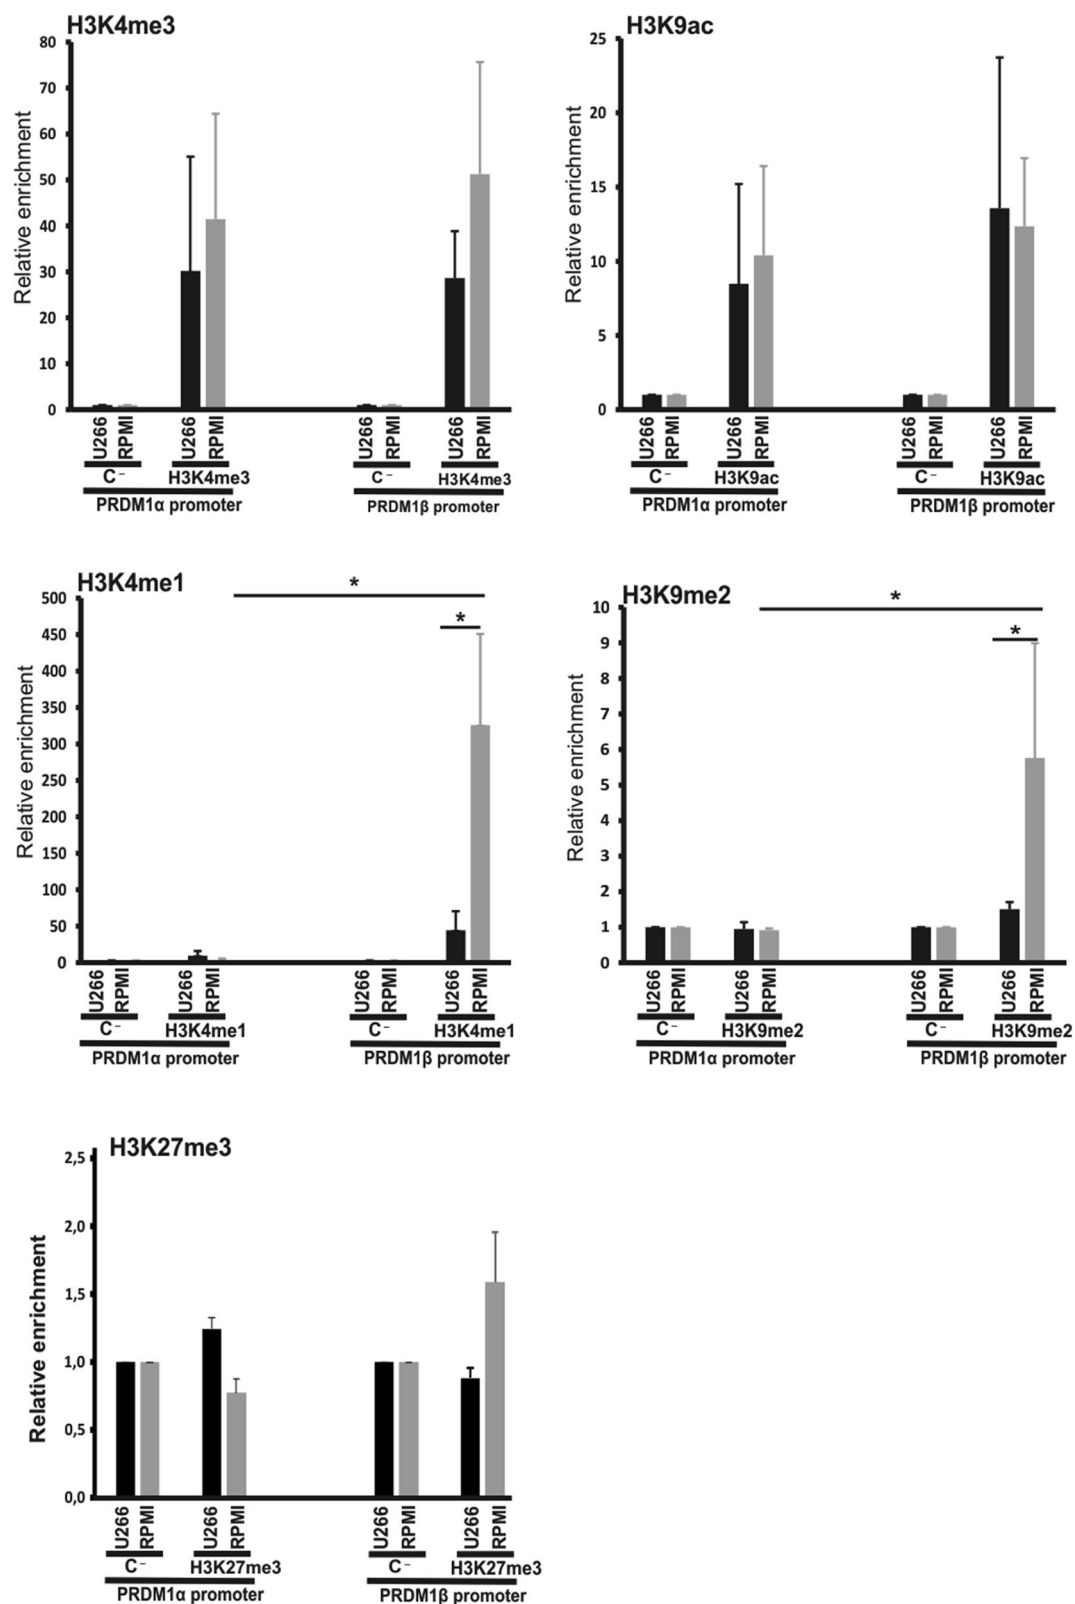 H3K4me3
80
70
60
50
40
30
20
10
0
Relative enrichment
U266
RPMI
U266
RPMI
U266
RPMI
U266
RPMI
C⁻
H3K4me3
C⁻
H3K4me3
PRDM1α promoter
PRDM1β promoter
H3K9ac
25
20
15
10
5
0
Relative enrichment
U266
RPMI
U266
RPMI
U266
RPMI
U266
RPMI
C⁻
H3K9ac
C⁻
H3K9ac
PRDM1α promoter
PRDM1β promoter
H3K4me1
*
*
500
450
400
350
300
250
200
150
100
50
0
Relative enrichment
U266
RPMI
U266
RPMI
U266
RPMI
U266
RPMI
C⁻
H3K4me1
C⁻
H3K4me1
PRDM1α promoter
PRDM1β promoter
H3K9me2
*
*
10
9
8
7
6
5
4
3
2
1
0
Relative enrichment
U266
RPMI
U266
RPMI
U266
RPMI
U266
RPMI
C⁻
H3K9me2
C⁻
H3K9me2
PRDM1α promoter
PRDM1β promoter
H3K27me3
2,5
2,0
1,5
1,0
0,5
0,0
Relative enrichment
U266
RPMI
U266
RPMI
U266
RPMI
U266
RPMI
C⁻
H3K27me3
C⁻
H3K27me3
PRDM1α promoter
PRDM1β promoter